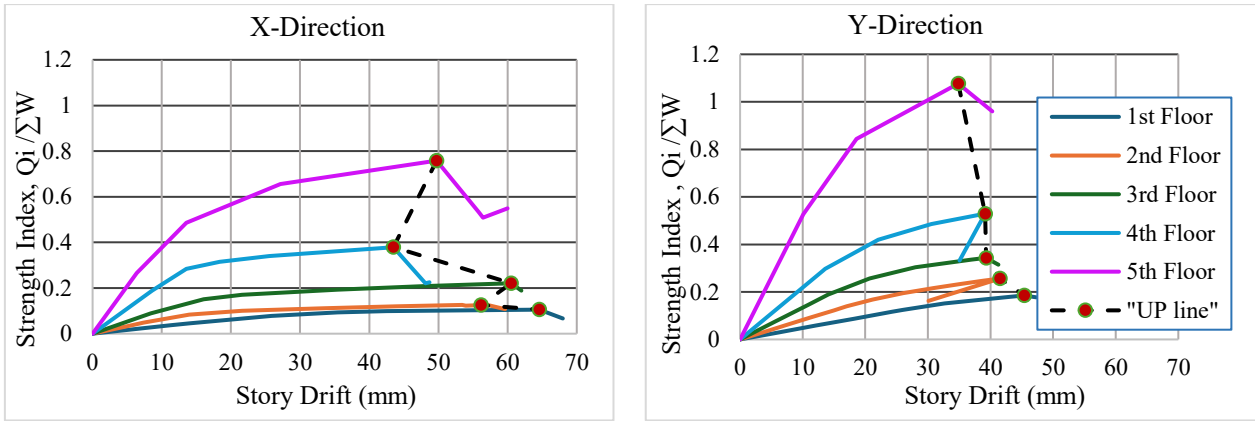 X-Direction
Strength Index, Qi /∑W
1.2
1
0.8
0.6
0.4
0.2
0
0 10 20 30 40 50 60 70
Story Drift (mm)
Y-Direction
Strength Index , Qi /∑W
1.2
1
0.8
0.6
0.4
0.2
0
0 10 20 30 40 50 60 70
Story Drift (mm)
1st Floor
2nd Floor
3rd Floor
4th Floor
5th Floor
"UP line"